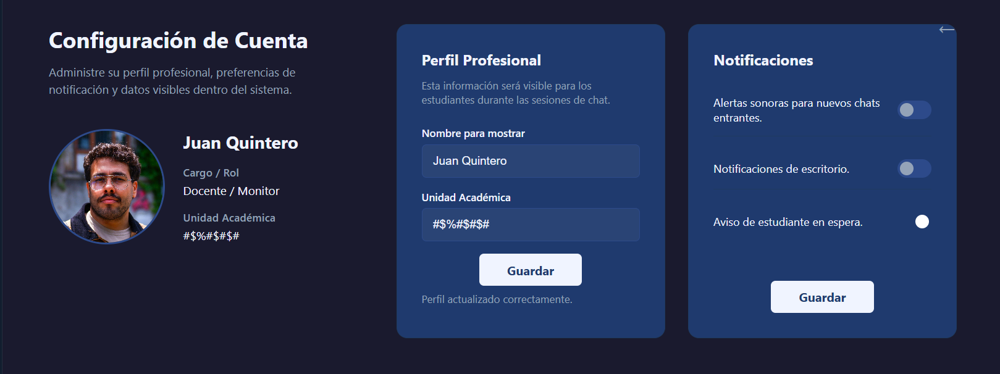 Configuración de Cuenta
Administre su perfil profesional, preferencias de
notificación y datos visibles dentro del sistema.
Juan Quintero
Cargo / Rol
Docente / Monitor
Unidad Académica
#$%#$#$#
Perfil Profesional
Esta información será visible para los
estudiantes durante las sesiones de chat.
Nombre para mostrar
Juan Quintero
Unidad Académica
#$%#$#$#
Guardar
Perfil actualizado correctamente.
Notificaciones
Alertas sonoras para nuevos chats
entrantes.
Notificaciones de escritorio.
Aviso de estudiante en espera.
Guardar